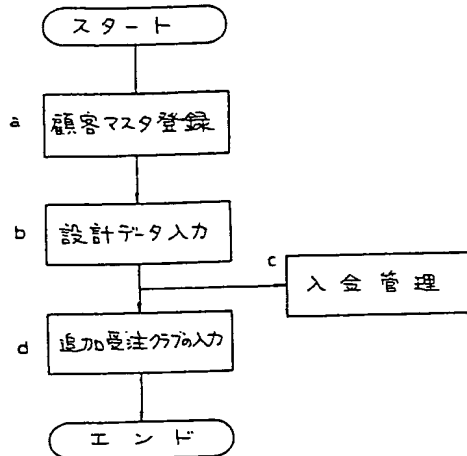 スタート
a
顧客マスタ登録
b
設計データ入力
c
入金管理
d
追加受注クラブの入力
エンド